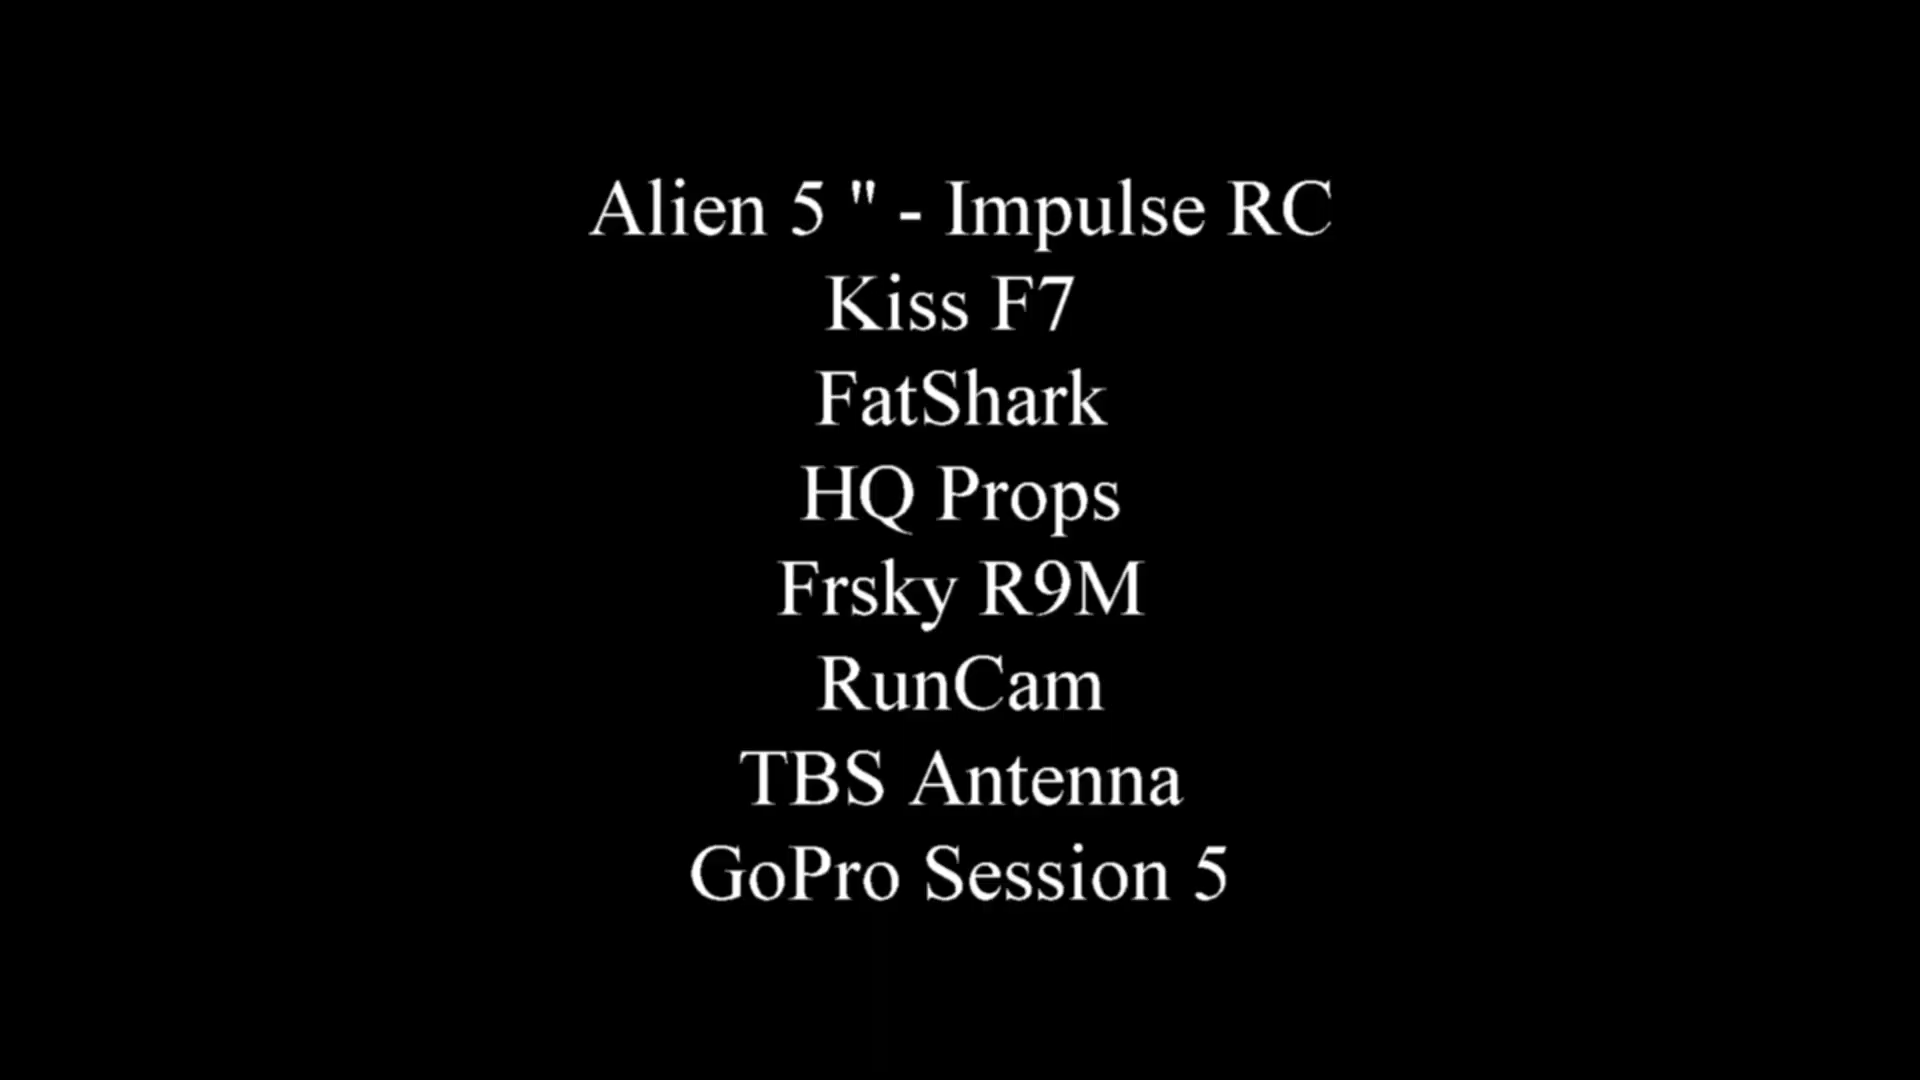 Alien 5 " - Impulse RC
Kiss F7
FatShark
HQ Props
Frsky R9M
RunCam
TBS Antenna
GoPro Session 5